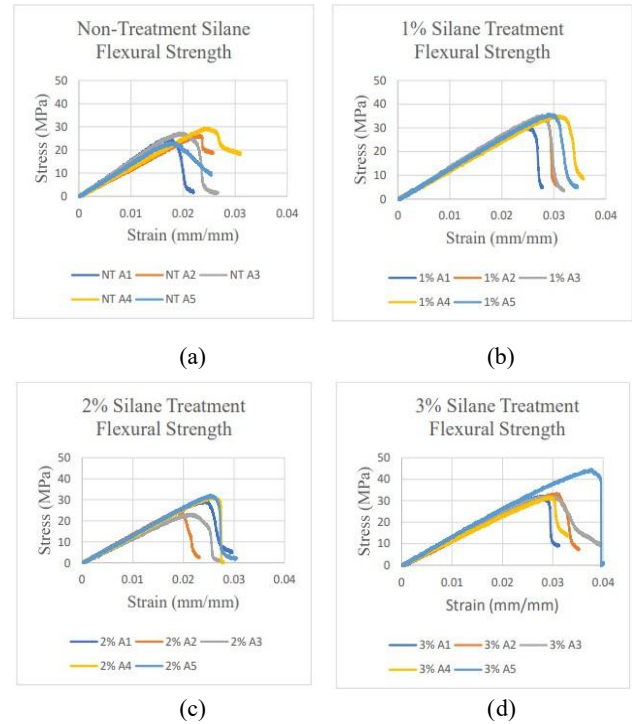 Non-Treatment Silane
Flexural Strength
50
40
30
20
10
0
0 0.01 0.02 0.03 0.04
Stress (MPa)
Strain (mm/mm)
NT A1 NT A2 NT A3
NT A4 NT A5
(a)
1% Silane Treatment
Flexural Strength
50
40
30
20
10
0
0 0.01 0.02 0.03 0.04
Stress (MPa)
Strain (mm/mm)
1% A1 1% A2 1% A3
1% A4 1% A5
(b)
2% Silane Treatment
Flexural Strength
50
40
30
20
10
0
0 0.01 0.02 0.03 0.04
Stress (MPa)
Strain (mm/mm)
2% A1 2% A2 2% A3
2% A4 2% A5
(c)
3% Silane Treatment
Flexural Strength
50
40
30
20
10
0
0 0.01 0.02 0.03 0.04
Stress (MPa)
Strain (mm/mm)
3% A1 3% A2 3% A3
3% A4 3% A5
(d)